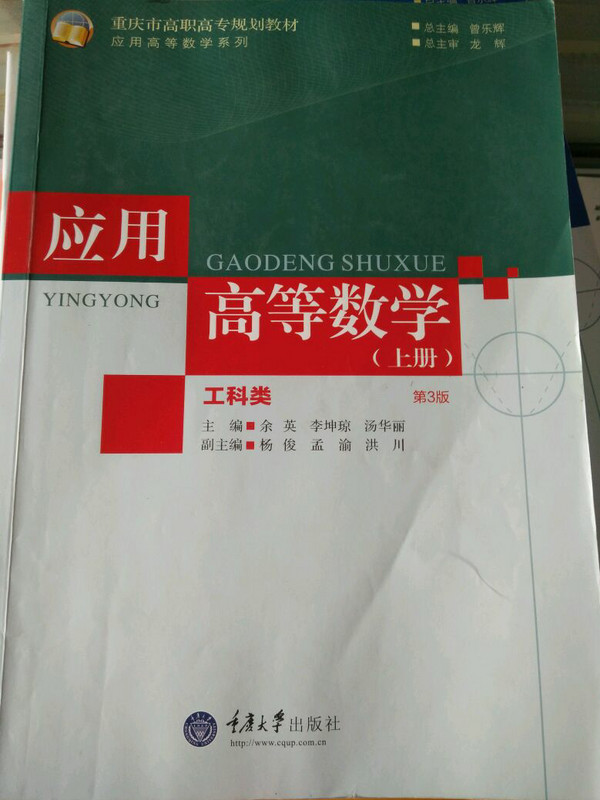 重庆市高职高专规划教材
应用高等数学系列
■总主编 曾乐辉
■总主审 龙 辉
应用
YINGYONG
GAODENG SHUXUE
高等数学
(上册)
工科类
第3版
主 编■余 英 李坤琼 汤华丽
副主编■杨 俊 孟 渝 洪 川
重庆大学出版社
http://www.cqup.com.cn